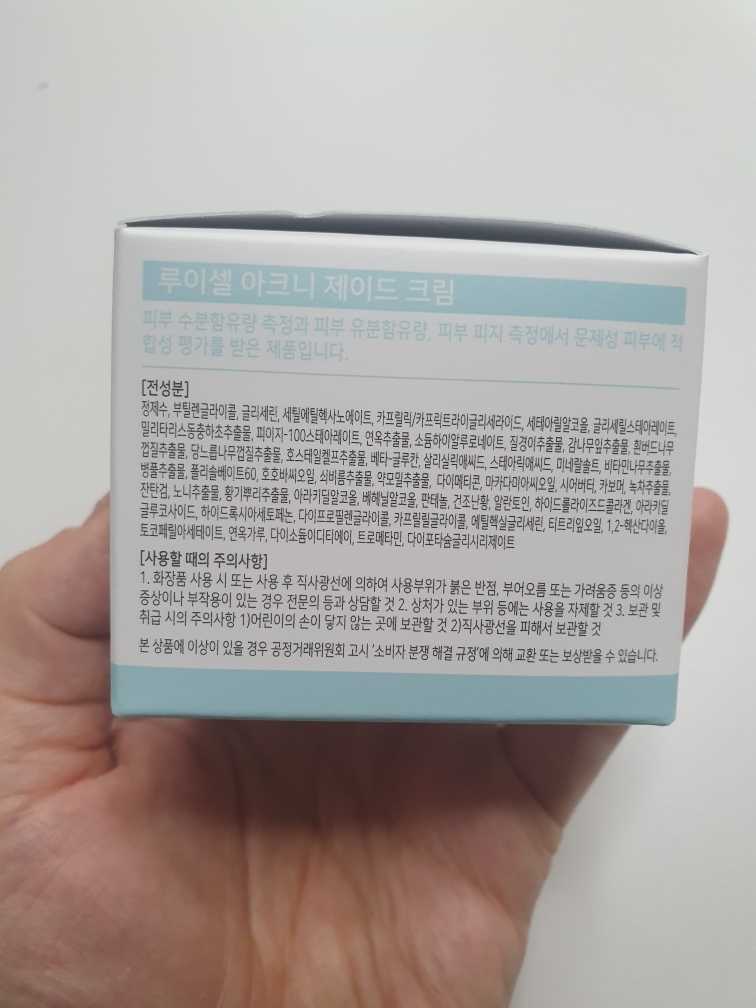 루이셀 아크니 제이드 크림
피부 수분함유량 측정과 피부 유분함유량, 피부 피지 측정에서 문제성 피부에 적
합성 평가를 받은 제품입니다.
[전성분]
정제수, 부틸렌글라이콜, 글리세린, 세틸에틸헥사노에이트, 카프릴릭/카프릭트라이글리세라이드, 세테아릴알코올, 글리세릴스테아레이트,
밀리타리스동충하초추출물, 피이지-100스테아레이트, 연옥추출물, 소듐하이알루로네이트, 질경이추출물, 감나무잎추출물, 흰버드나무
껍질추출물, 당느릅나무껍질추출물, 호스테일켈프추출물, 베타-글루칸, 살리실릭애씨드, 스테아릭애씨드, 미네랄솔트, 비타민나무추출물,
병풀추출물, 폴리솔베이트60, 호호바씨오일, 쇠비름추출물, 약모밀추출물, 다이메티콘, 마카다미아씨오일, 시어버터, 카보머, 녹차추출물,
잔탄검, 노니추출물, 황기뿌리추출물, 아라키딜알코올, 베헤닐알코올, 판테놀, 건조난황, 알란토인, 하이드롤라이즈드콜라겐, 아라키딜
글루코사이드, 하이드록시아세토페논, 다이프로필렌글라이콜, 카프릴릴글라이콜, 에틸헥실글리세린, 티트리잎오일, 1,2-헥산다이올,
토코페릴아세테이트, 연옥가루, 다이소듐이디티에이, 트로메타민, 다이포타슘글리시리제이트
[사용할 때의 주의사항]
1. 화장품 사용 시 또는 사용 후 직사광선에 의하여 사용부위가 붉은 반점, 부어오름 또는 가려움증 등의 이상
증상이나 부작용이 있는 경우 전문의 등과 상담할 것 2. 상처가 있는 부위 등에는 사용을 자제할 것 3. 보관 및
취급 시의 주의사항 1)어린이의 손이 닿지 않는 곳에 보관할 것 2)직사광선을 피해서 보관할 것
본 상품에 이상이 있을 경우 공정거래위원회 고시 '소비자 분쟁 해결 규정'에 의해 교환 또는 보상받을 수 있습니다.